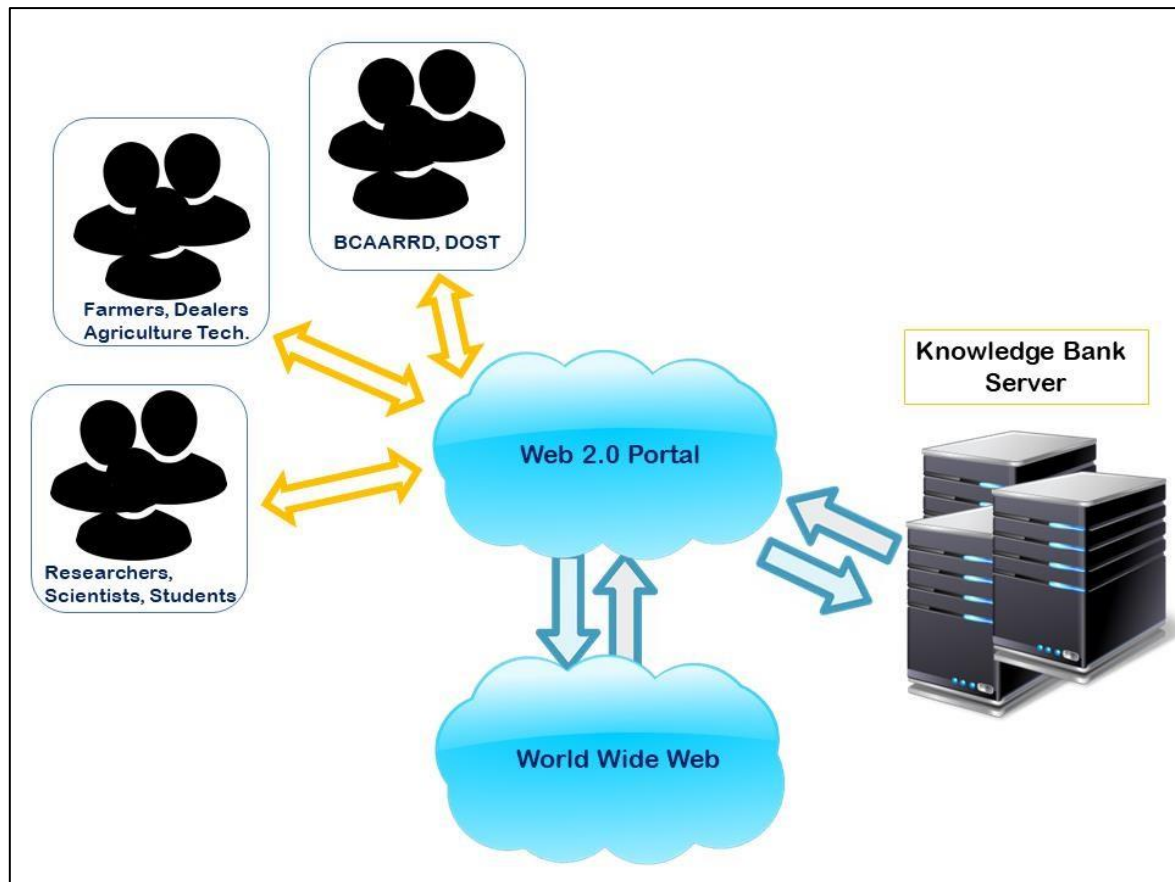 BCAARRD, DOST
Farmers, Dealers
Agriculture Tech.
Researchers,
Scientists, Students
Web 2.0 Portal
Knowledge Bank
Server
World Wide Web